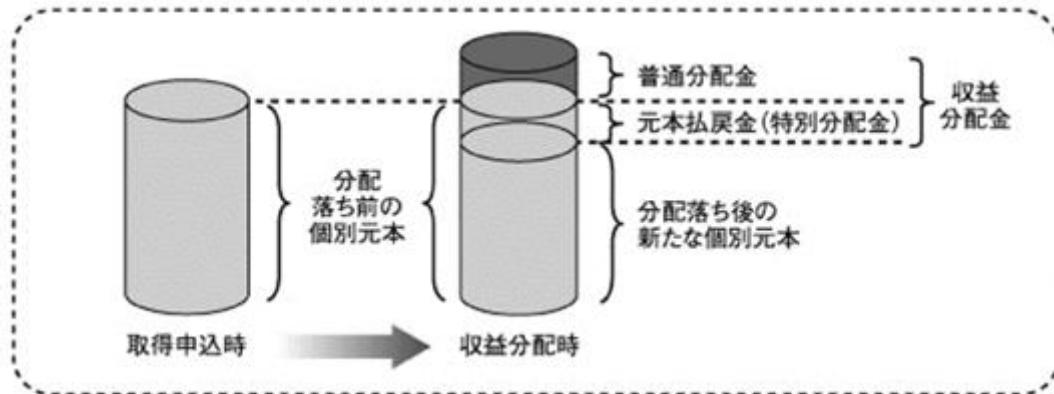 普通分配金
元本払戻金(特別分配金)
収益
分配金
分配
落ち前の
個別元本
分配落ち後の
新たな個別元本
取得申込時
収益分配時